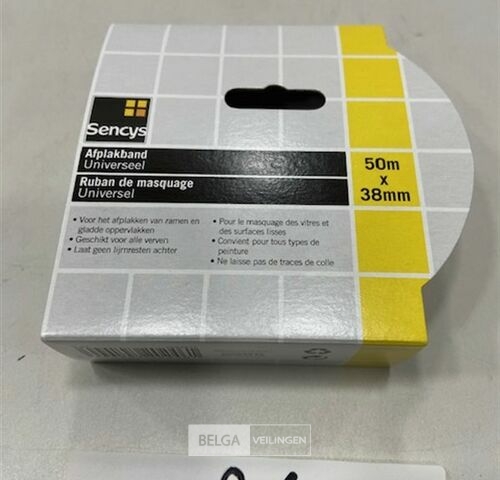 Sencys
Afplakband
Universeel
Ruban de masquage
Universel
50m
x
38mm
• Voor het afplakken van ramen en
gladde oppervlakken
• Geschikt voor alle verven
• Laat geen lijmresten achter
• Pour le masquage des vitres et
des surfaces lisses
• Convient pour tous types de
peinture
• Ne laisse pas de traces de colle
BELGA VEILINGEN